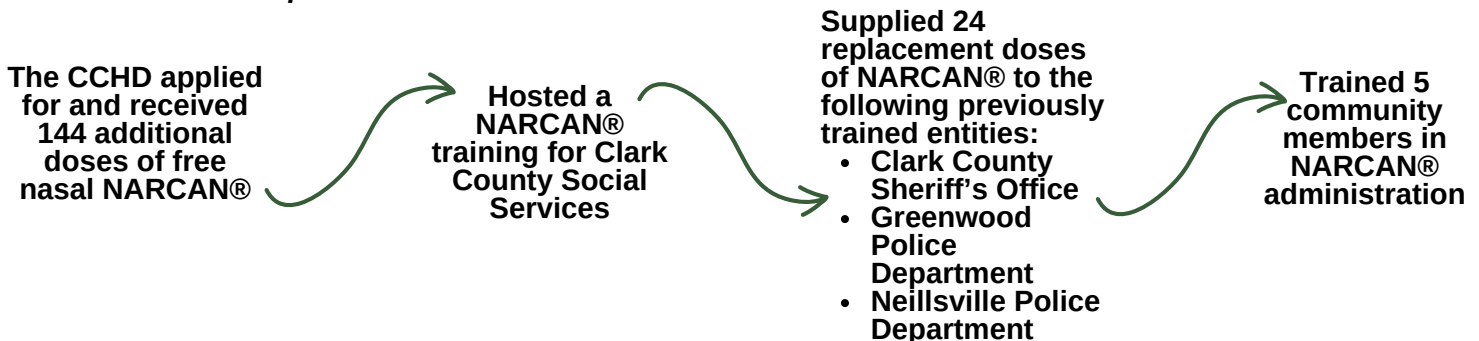 The CCHD applied
for and received
144 additional
doses of free
nasal NARCAN®
Hosted a
NARCAN®
training for Clark
County Social
Services
Supplied 24
replacement doses
of NARCAN® to the
following previously
trained entities:
• Clark County
Sheriff’s Office
• Greenwood
Police
Department
• Neillsville Police
Department
Trained 5
community
members in
NARCAN®
administration